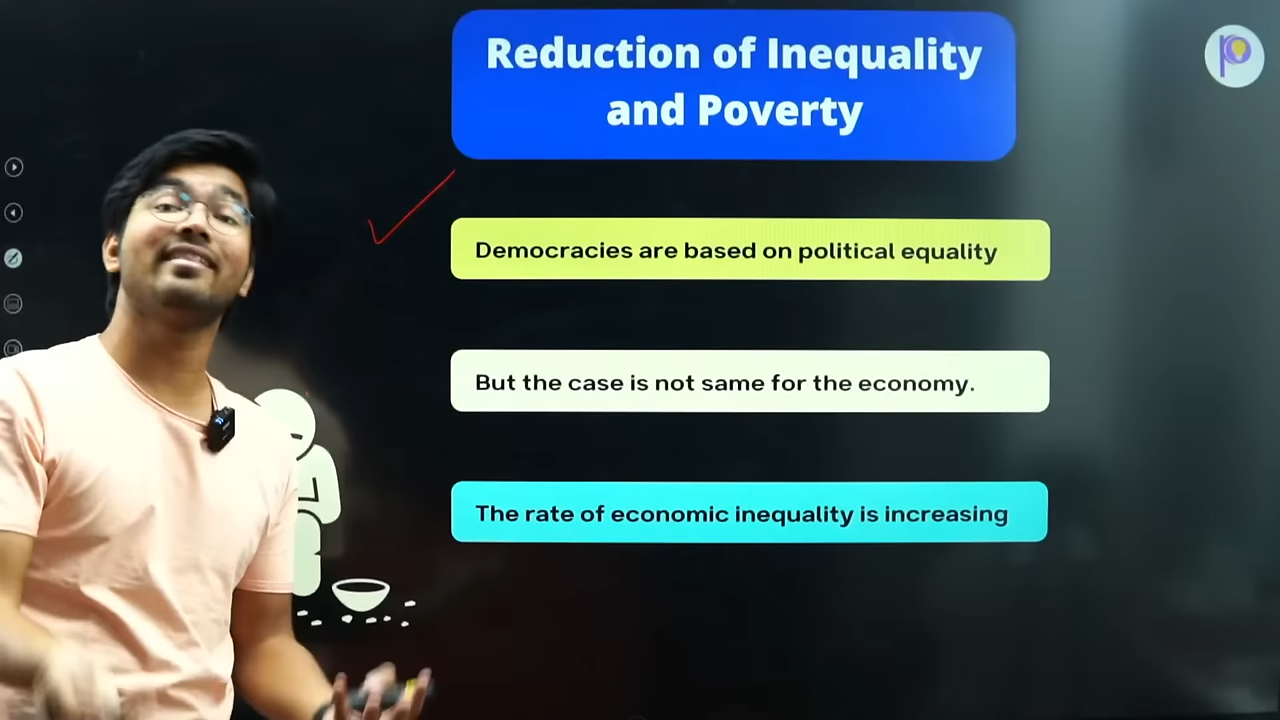 Reduction of Inequality
and Poverty
Democracies are based on political equality
But the case is not same for the economy.
The rate of economic inequality is increasing